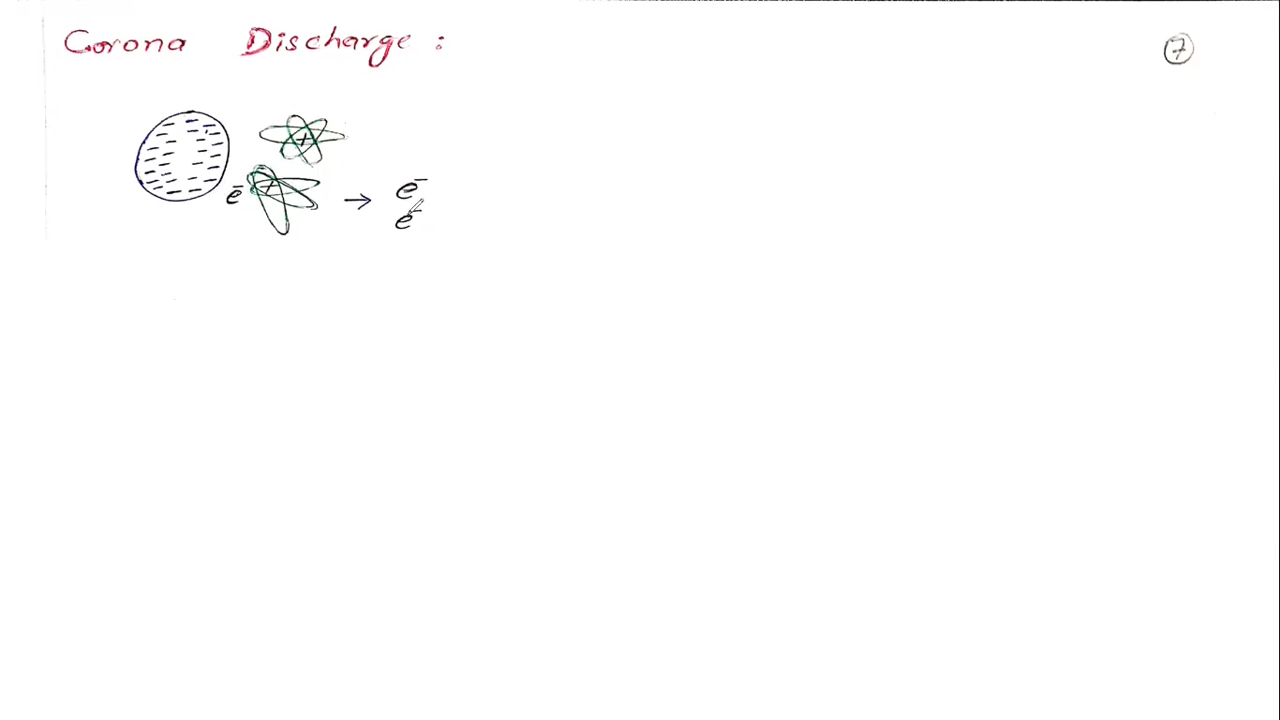 Corona Discharge :
7
+
e⁻ + → e⁻
e⁻